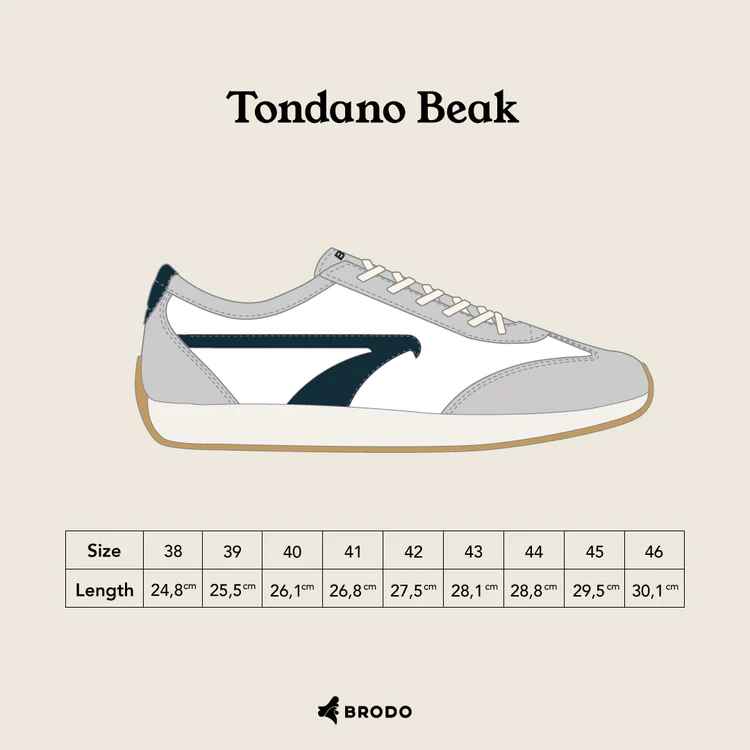 Tondano Beak
B
Size 38 39 40 41 42 43 44 45 46
Length 24,8cm 25,5cm 26,1cm 26,8cm 27,5cm 28,1cm 28,8cm 29,5cm 30,1cm
BRODO